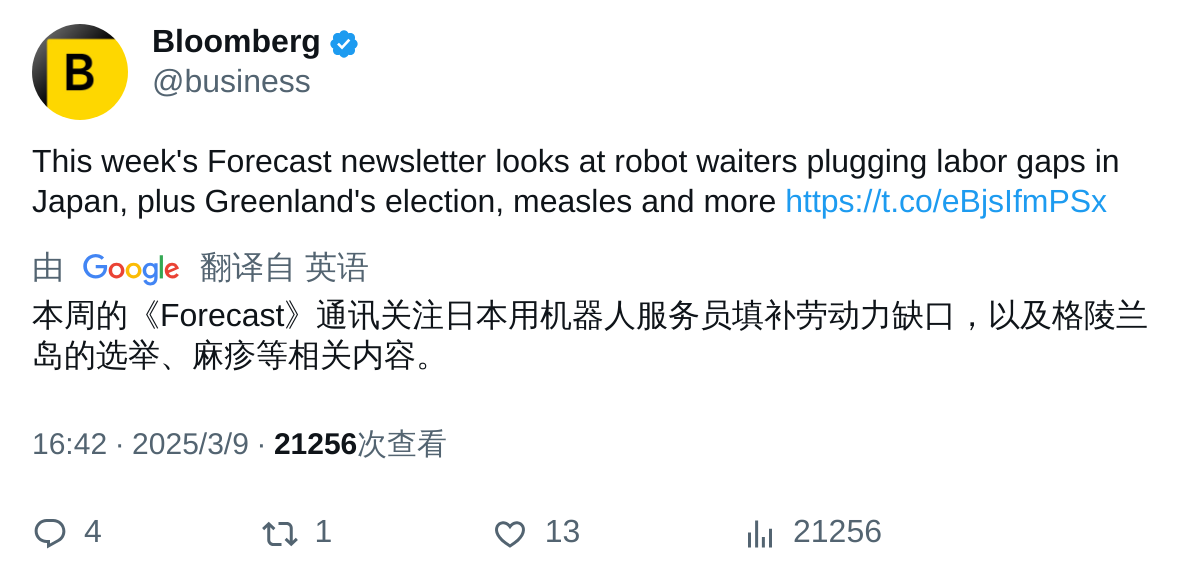 B
Bloomberg
@business
This week's Forecast newsletter looks at robot waiters plugging labor gaps in
Japan, plus Greenland's election, measles and more https://t.co/eBjsIfmPSx
由 Google 翻译自 英语
本周的《Forecast》通讯关注日本用机器人服务员填补劳动力缺口，以及格陵兰
岛的选举、麻疹等相关内容。
16:42 · 2025/3/9 · 21256次查看
4 1 13 21256